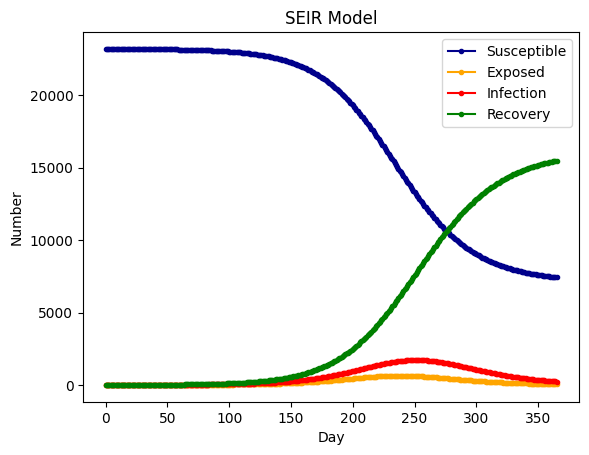 SEIR Model
Susceptible
Exposed
Infection
Recovery
Number
20000
15000
10000
5000
0
0 50 100 150 200 250 300 350
Day